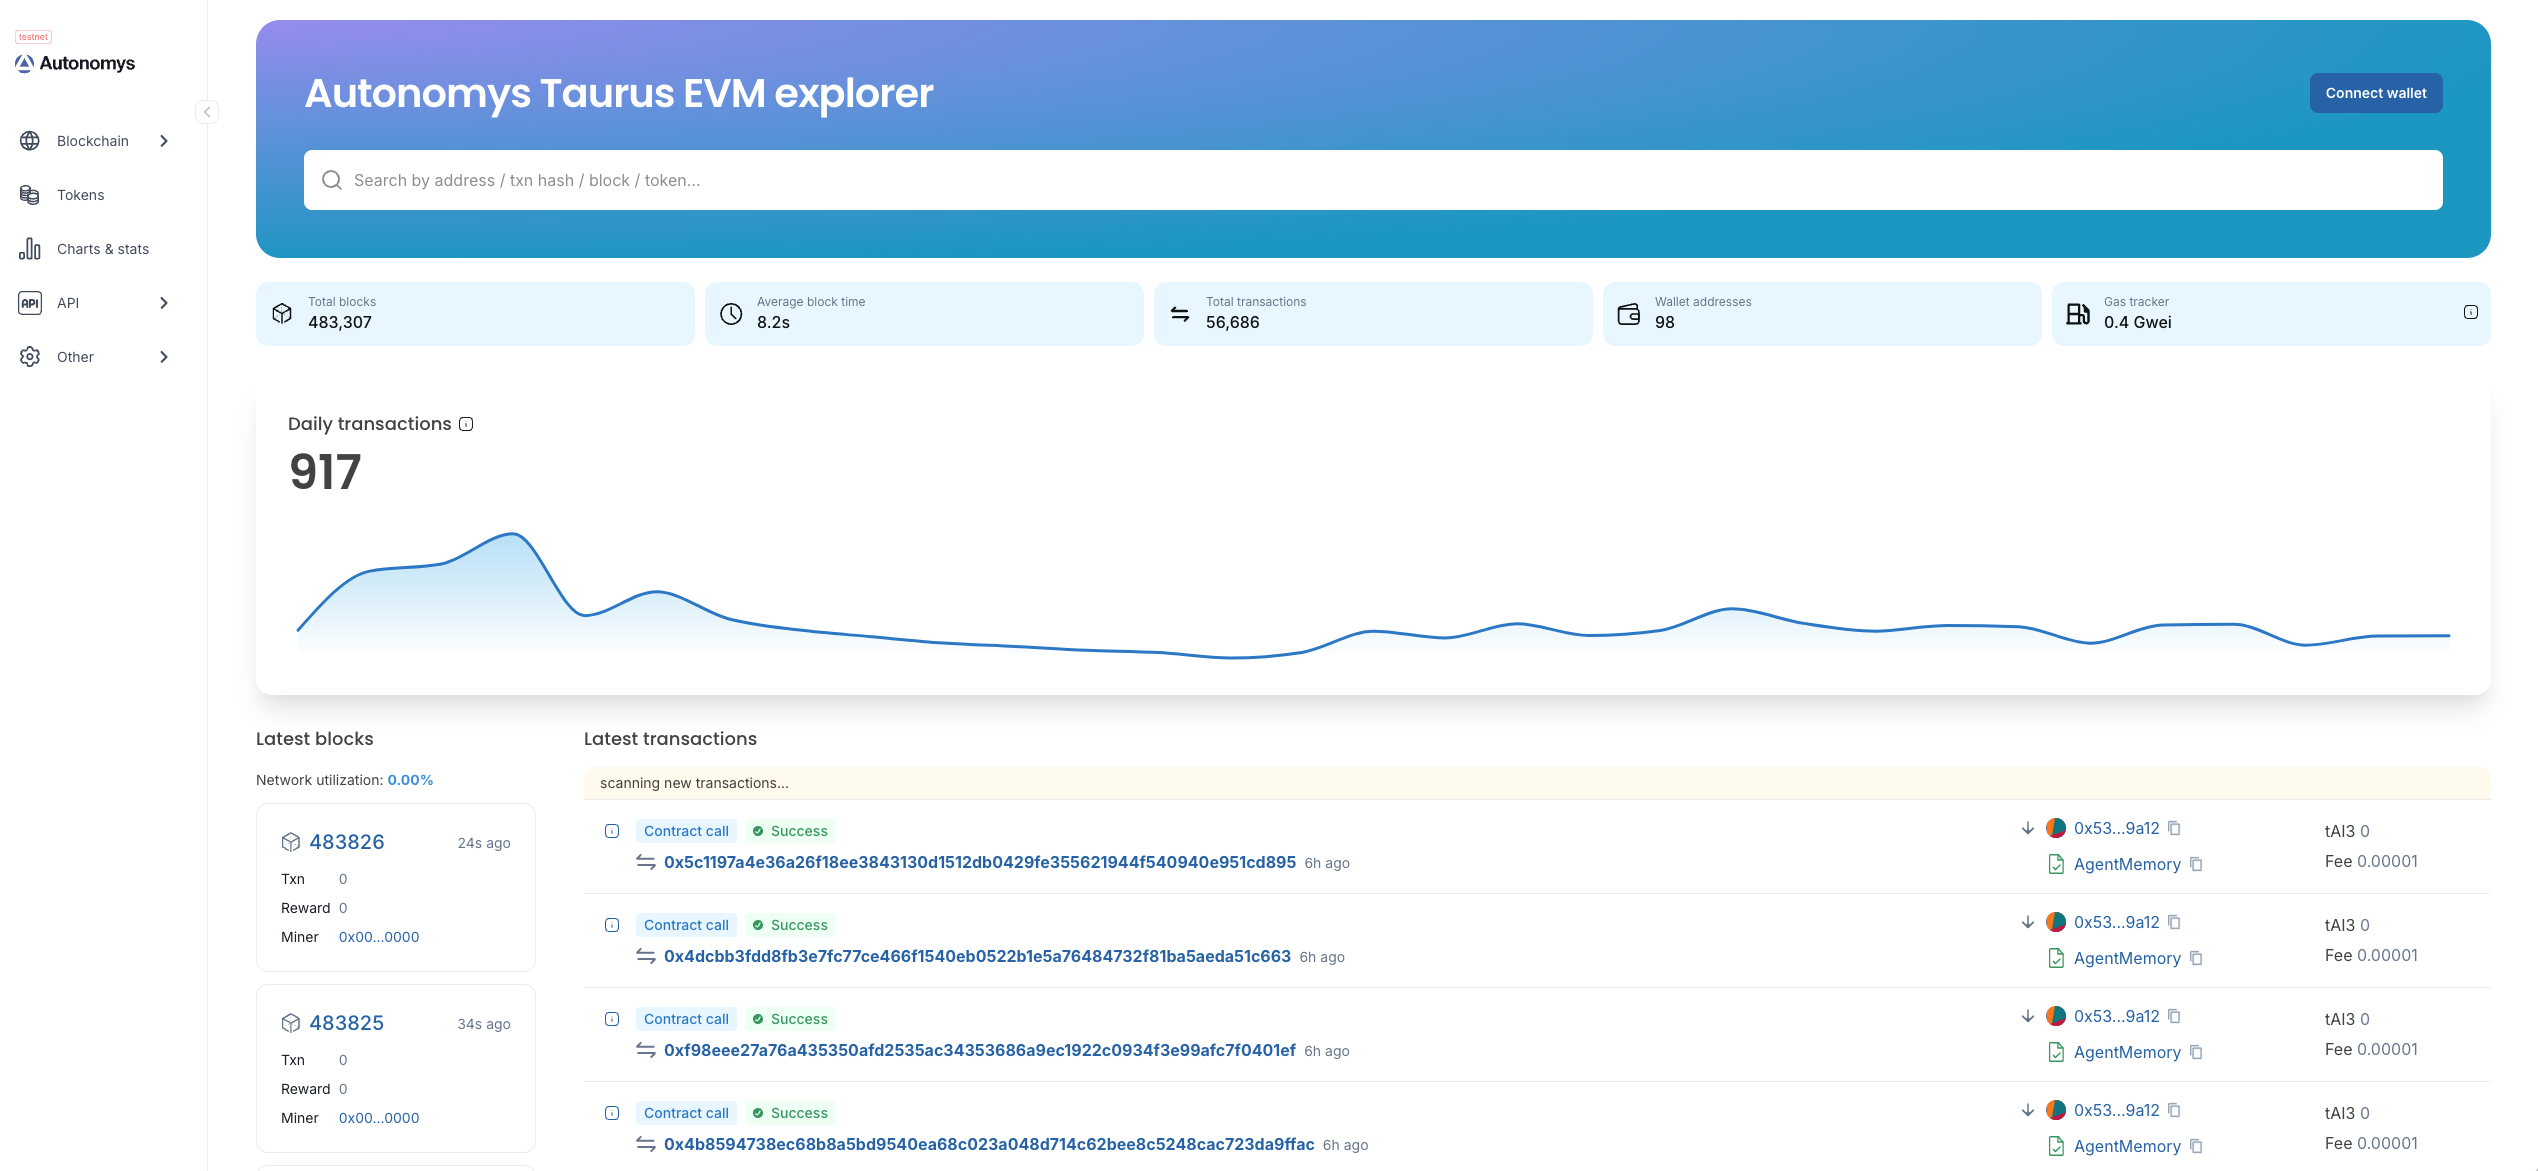 testnet
Autonomys
Blockchain
Tokens
Charts & stats
API
Other
Autonomys Taurus EVM explorer
Connect wallet
Search by address / txn hash / block / token...
Total blocks
483,307
Average block time
8.2s
Total transactions
56,686
Wallet addresses
98
Gas tracker
0.4 Gwei
Daily transactions
917
Latest blocks
Network utilization: 0.00%
483826 24s ago
Txn 0
Reward 0
Miner 0x00...0000
483825 34s ago
Txn 0
Reward 0
Miner 0x00...0000
Latest transactions
scanning new transactions...
Contract call Success
0x5c1197a4e36a26f18ee3843130d1512db0429fe355621944f540940e951cd895 6h ago
0x53...9a12
AgentMemory
tAI3 0
Fee 0.00001
Contract call Success
0x4dcbb3fdd8fb3e7fc77ce466f1540eb0522b1e5a76484732f81ba5aeda51c663 6h ago
0x53...9a12
AgentMemory
tAI3 0
Fee 0.00001
Contract call Success
0xf98eee27a76a435350afd2535ac34353686a9ec1922c0934f3e99afc7f0401ef 6h ago
0x53...9a12
AgentMemory
tAI3 0
Fee 0.00001
Contract call Success
0x4b8594738ec68b8a5bd9540ea68c023a048d714c62bee8c5248cac723da9ffac 6h ago
0x53...9a12
AgentMemory
tAI3 0
Fee 0.00001